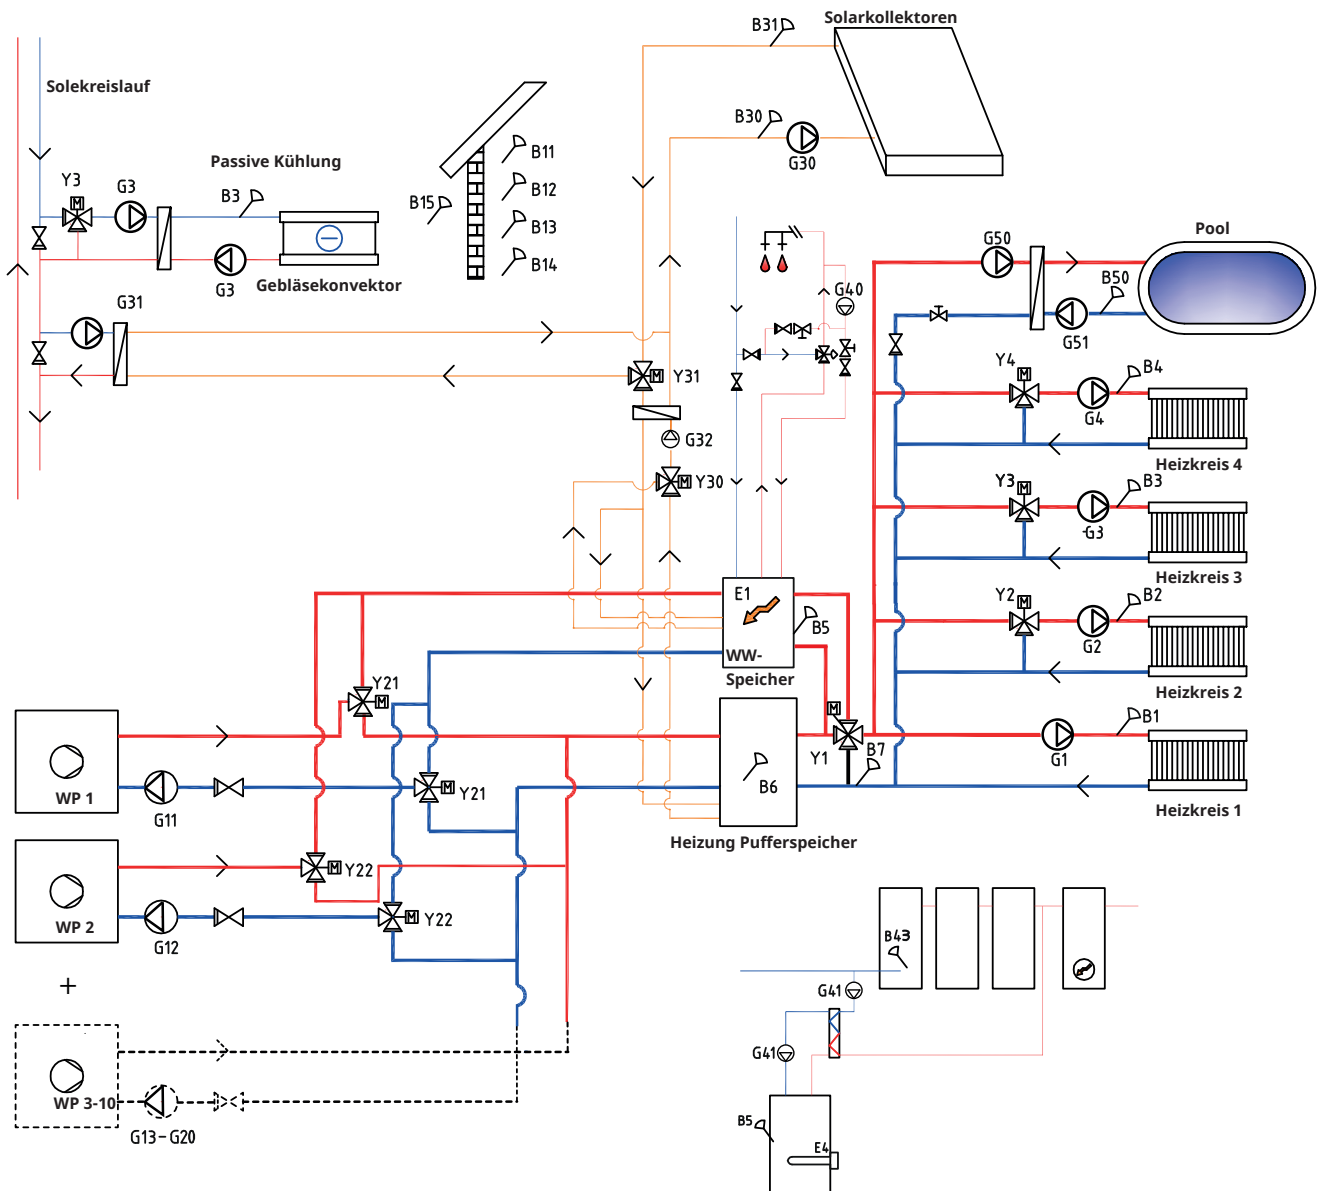 Solarkollektoren
B31
Solekreislauf
B30
G30
Passive Kühlung
Y3
M
G3
B3
G3
Gebläsekonvektor
B11
B15
B12
B13
B14
G31
Y31
M
G32
Y30
M
G40
G50
Pool
B50
G51
Y4
M
B4
G4
Heizkreis 4
Y3
M
B3
-G3
Heizkreis 3
Y2
M
B2
G2
Heizkreis 2
B1
G1
Heizkreis 1
E1
B5
WW-
Speicher
M
Y1
B7
B6
Heizung Pufferspeicher
Y21
M
WP 1
G11
M
Y21
WP 2
M
Y22
G12
M
Y22
+
WP 3-10
G13-G20
B43
G41
G41
B5
E4